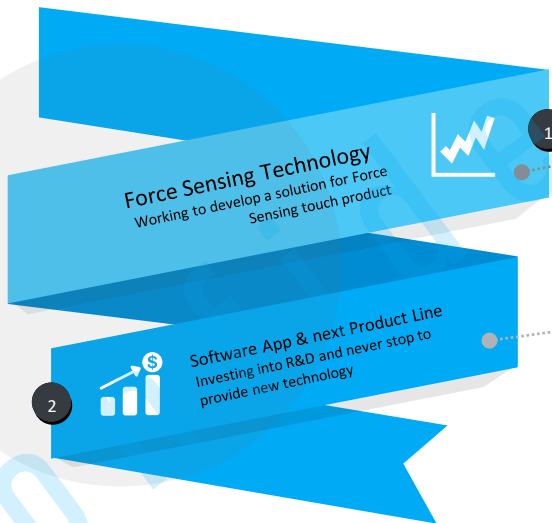 1
Force Sensing Technology
Working to develop a solution for Force
Sensing touch product
$
Software App & next Product Line
Investing into R&D and never stop to
provide new technology
2